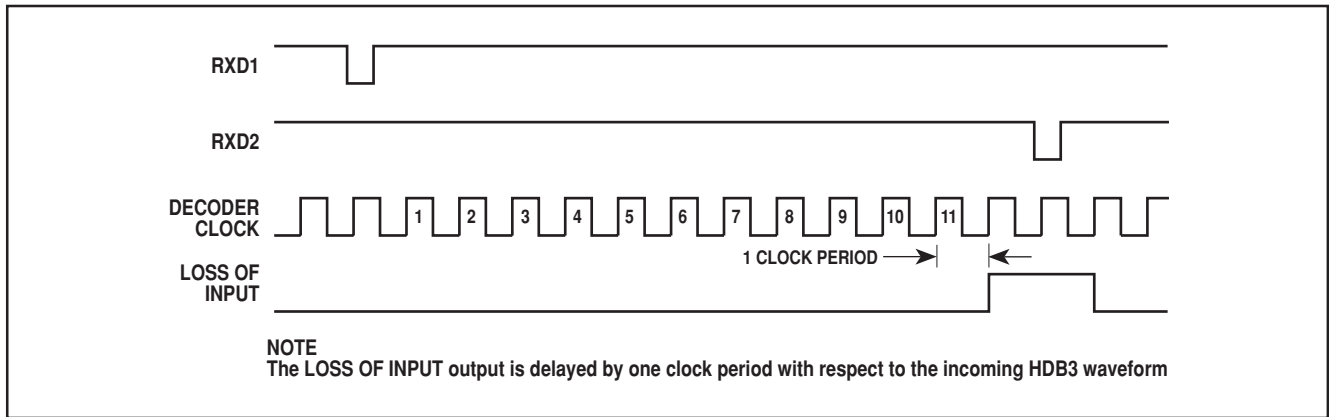 RXD1
RXD2
DECODER
CLOCK
1 2 3 4 5 6 7 8 9 10 11
1 CLOCK PERIOD
LOSS OF
INPUT
NOTE
The LOSS OF INPUT output is delayed by one clock period with respect to the incoming HDB3 waveform